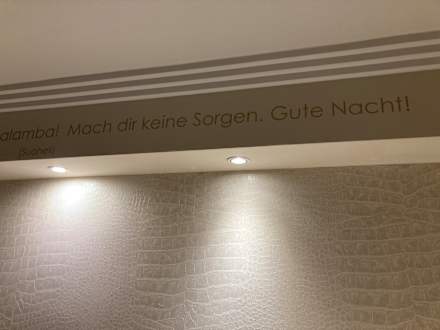 alamba! Mach dir keine Sorgen. Gute Nacht!
(Suaheli)